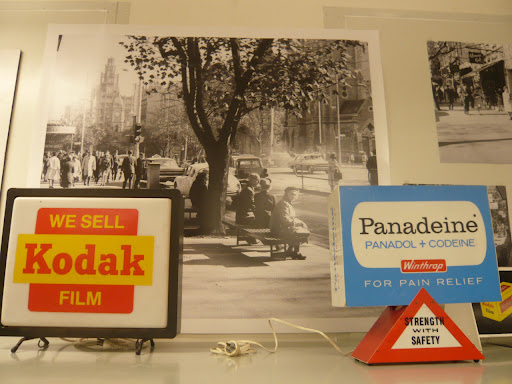 WE SELL
Kodak
FILM
Panadeine®
PANADOL + CODEINE
Winthrop
FOR PAIN RELIEF
STRENGTH
WITH
SAFETY